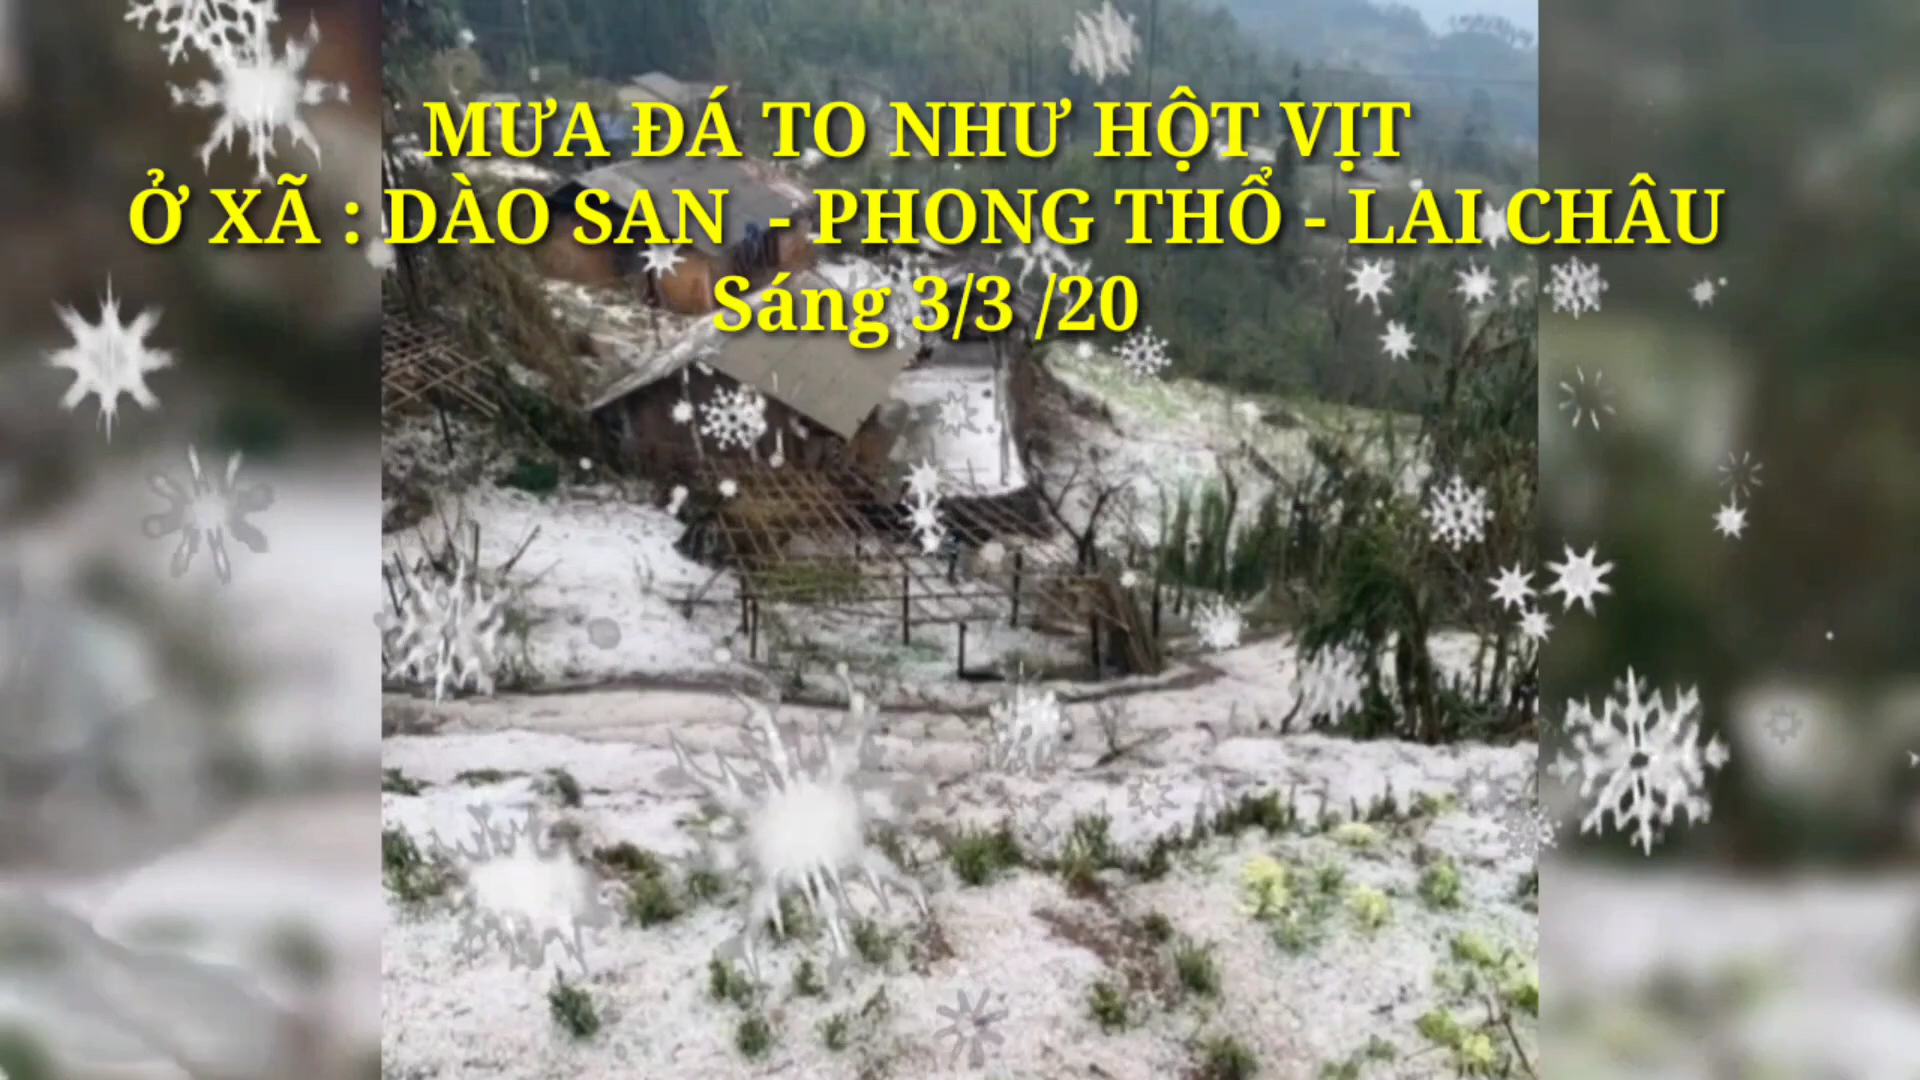 MƯA ĐÁ TO NHƯ HỘT VỊT
Ở XÃ : DÀO SAN - PHONG THỔ - LAI CHÂU
Sáng 3/3 /20